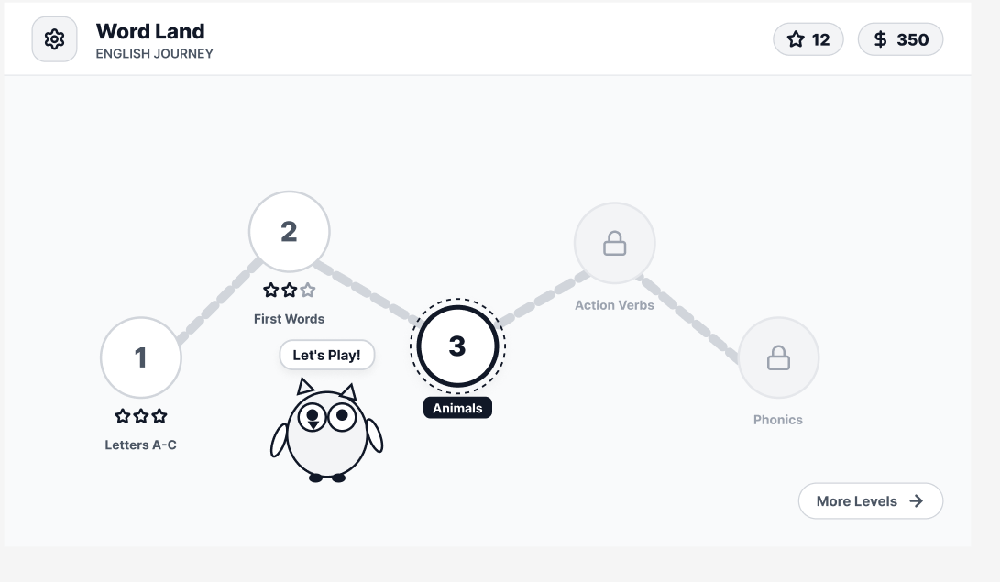 Word Land
ENGLISH JOURNEY
12
$ 350
2
First Words
1
Letters A-C
Let's Play!
3
Animals
Action Verbs
Phonics
More Levels